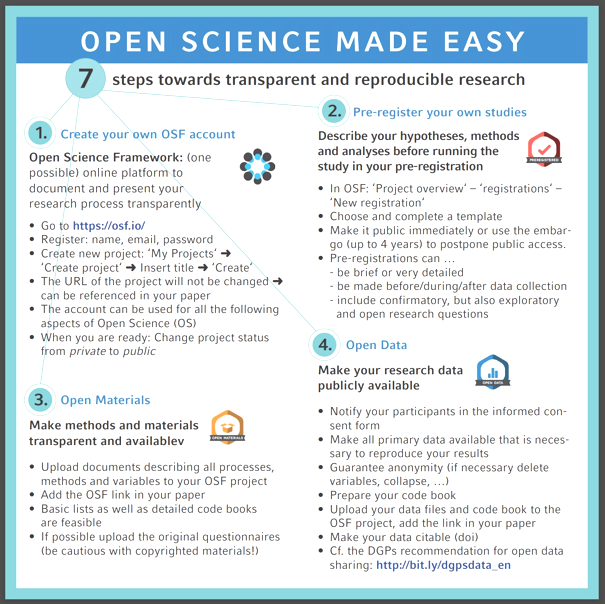 OPEN SCIENCE MADE EASY
7 steps towards transparent and reproducible research
1. Create your own OSF account
Open Science Framework: (one
possible) online platform to
document and present your
research process transparently
• Go to https://osf.io/
• Register: name, email, password
• Create new project: ‘My Projects’ ➔
‘Create project’ ➔ Insert title ➔ ‘Create’
• The URL of the project will not be changed ➔
can be referenced in your paper
• The account can be used for all the following
aspects of Open Science (OS)
• When you are ready: Change project status
from private to public
2. Pre-register your own studies
Describe your hypotheses, methods
and analyses before running the
study in your pre-registration
PREREGISTERED
• In OSF: ‘Project overview’ – ‘registrations’ –
‘New registration’
• Choose and complete a template
• Make it public immediately or use the embar-
go (up to 4 years) to postpone public access.
• Pre-registrations can ...
- be brief or very detailed
- be made before/during/after data collection
- include confirmatory, but also exploratory
and open research questions
3. Open Materials
Make methods and materials
transparent and availablev
OPEN MATERIALS
• Upload documents describing all processes,
methods and variables to your OSF project
• Add the OSF link in your paper
• Basic lists as well as detailed code books
are feasible
• If possible upload the original questionnaires
(be cautious with copyrighted materials!)
4. Open Data
Make your research data
publicly available
OPEN DATA
• Notify your participants in the informed con-
sent form
• Make all primary data available that is neces-
sary to reproduce your results
• Guarantee anonymity (if necessary delete
variables, collapse, ...)
• Prepare your code book
• Upload your data files and code book to the
OSF project, add the link in your paper
• Make your data citable (doi)
• Cf. the DGPs recommendation for open data
sharing: http://bit.ly/dgpsdata_en